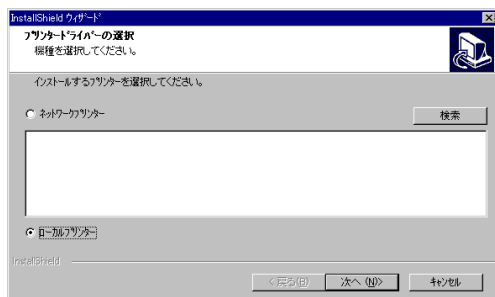 InstallShield ウィザード
プリンタードライバーの選択
機種を選択してください。
インストールするプリンターを選択してください。
ネットワークプリンター
検索
ローカルプリンター
InstallShield
< 戻る(B)
次へ (N)>
キャンセル